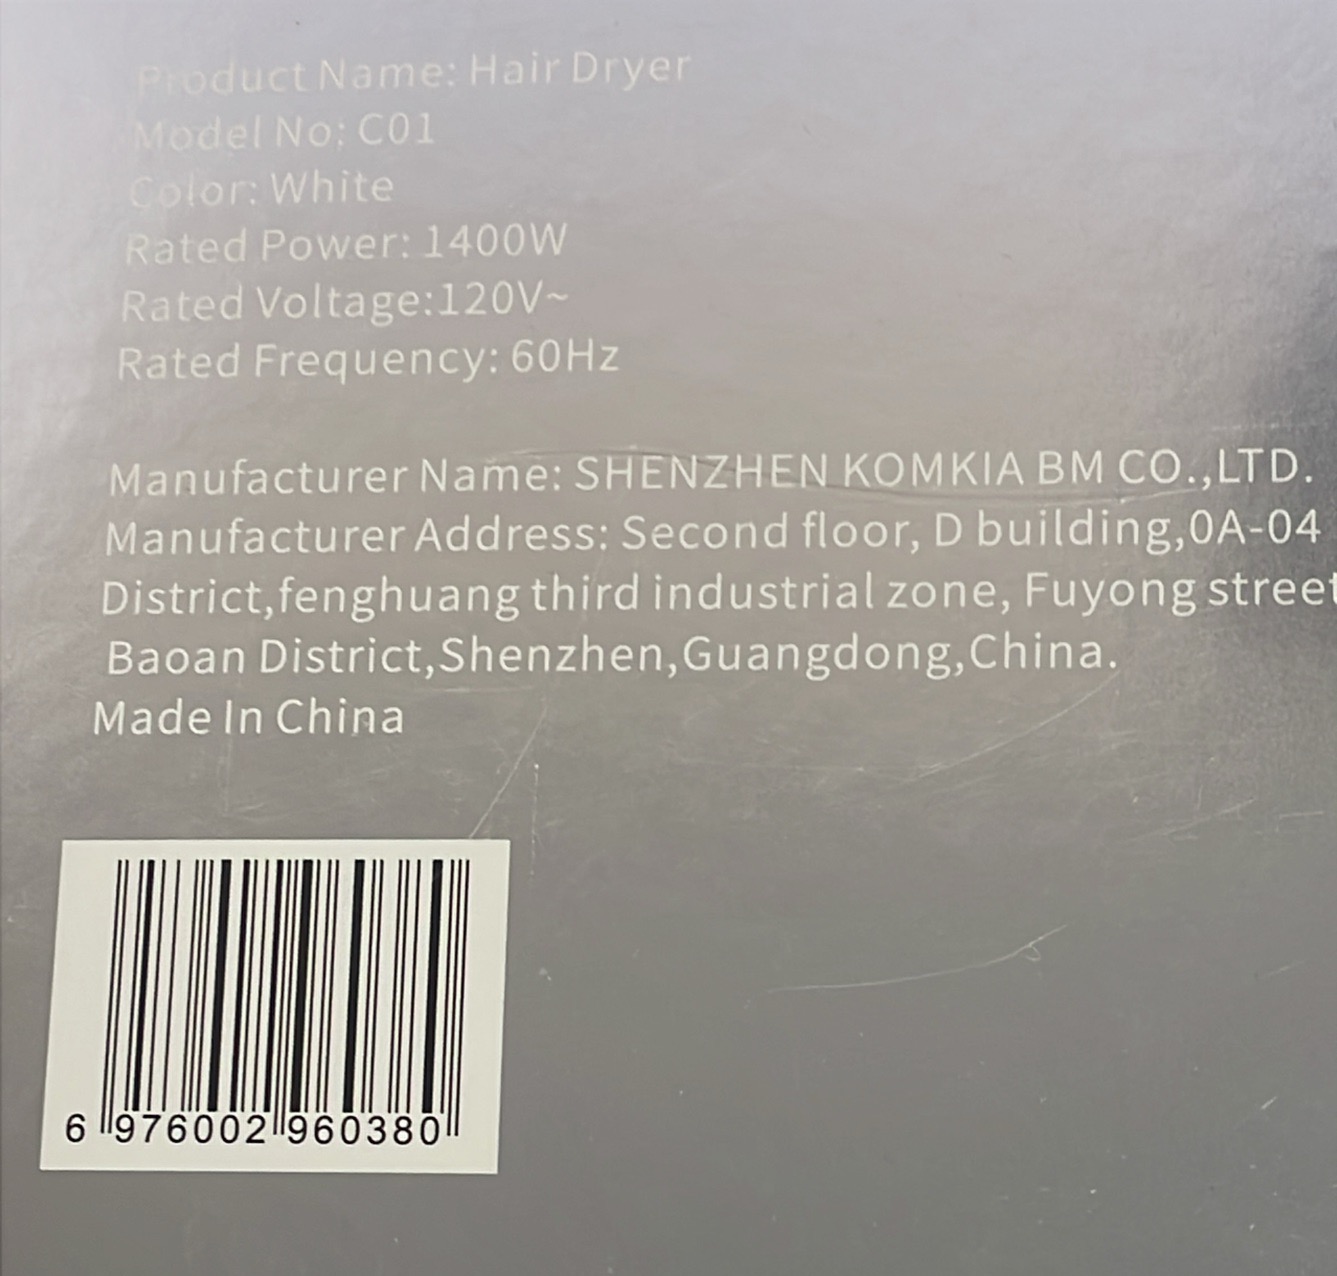 Product Name: Hair Dryer
Model No: C01
Color: White
Rated Power: 1400W
Rated Voltage:120V~
Rated Frequency: 60Hz
Manufacturer Name: SHENZHEN KOMKIA BM CO.,LTD.
Manufacturer Address: Second floor, D building,0A-04
District,fenghuang third industrial zone, Fuyong street
Baoan District,Shenzhen,Guangdong,China.
Made In China
6 976002 960380